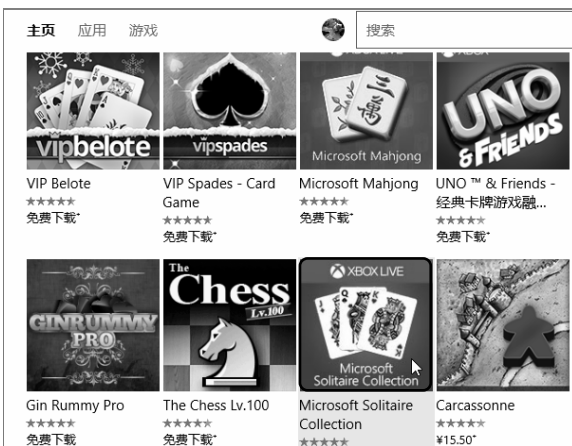 主页 应用 游戏 搜索
XBOX LIVE XBOX
vipbelote
vipspades
Microsoft Mahjong
UNO
& FRiENDS
VIP Belote
免费下载+
VIP Spades - Card
Game
免费下载+
Microsoft Mahjong
免费下载+
UNO ™ & Friends -
经典卡牌游戏融...
免费下载+
GINRUMMY
PRO
The
Chess
Lv.100
XBOX LIVE
J Q K
Microsoft
Solitaire Collection
Gin Rummy Pro
免费下载
The Chess Lv.100
免费下载+
Microsoft Solitaire
Collection
Carcassonne
¥15.50+